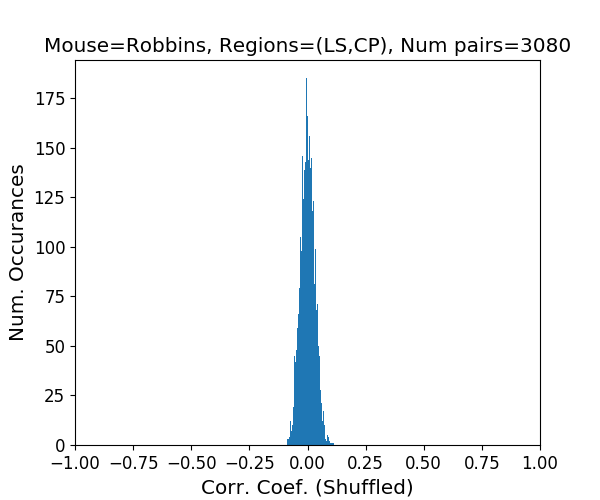 Mouse=Robbins, Regions=(LS,CP), Num pairs=3080
Num. Occurances
175
150
125
100
75
50
25
0
−1.00 −0.75 −0.50 −0.25 0.00 0.25 0.50 0.75 1.00
Corr. Coef. (Shuffled)